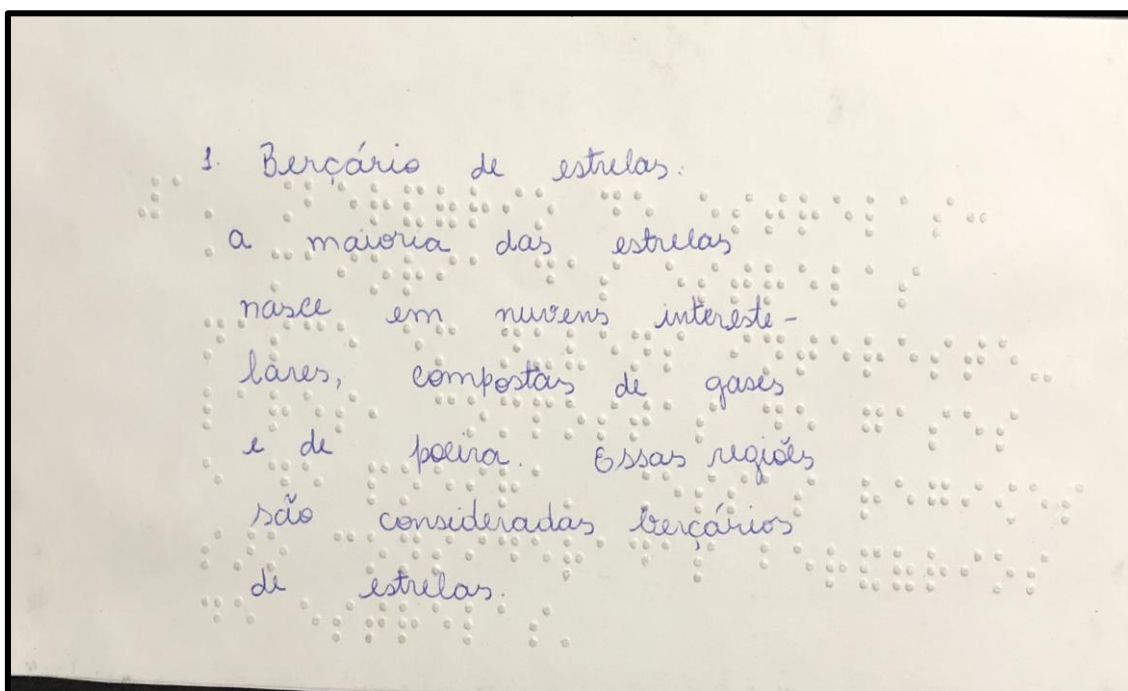 1. Berçário de estrelas.
a maioria das estrelas
nasce em nuvens intereste-
lares, compostas de gases
e de poeira. Essas regiões
são consideradas berçários
de estrelas.